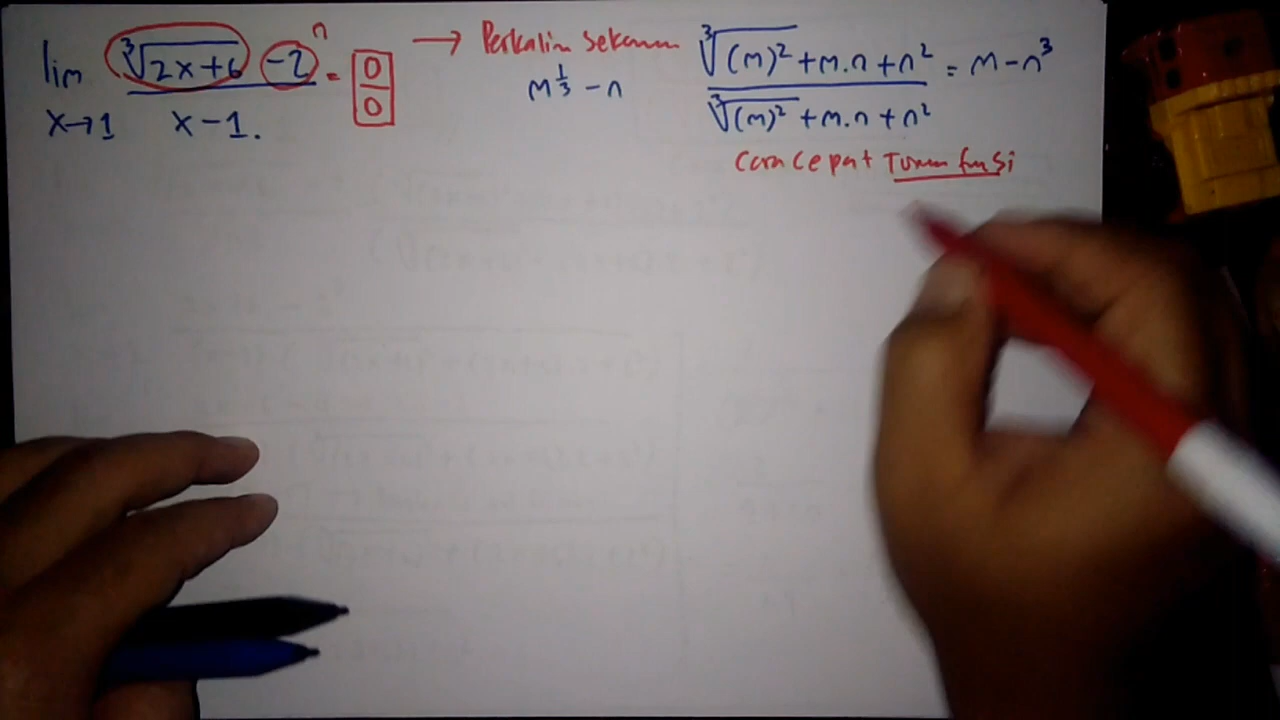 lim x→1 ∛(2x+6) -2 / x-1. = 0/0 n
→ Perkalian Sekawan
m^(1/3) - n
∛(m)² + m.n + n² / ∛(m)² + m.n + n² = m - n³
Cara Cepat Turun fungsi